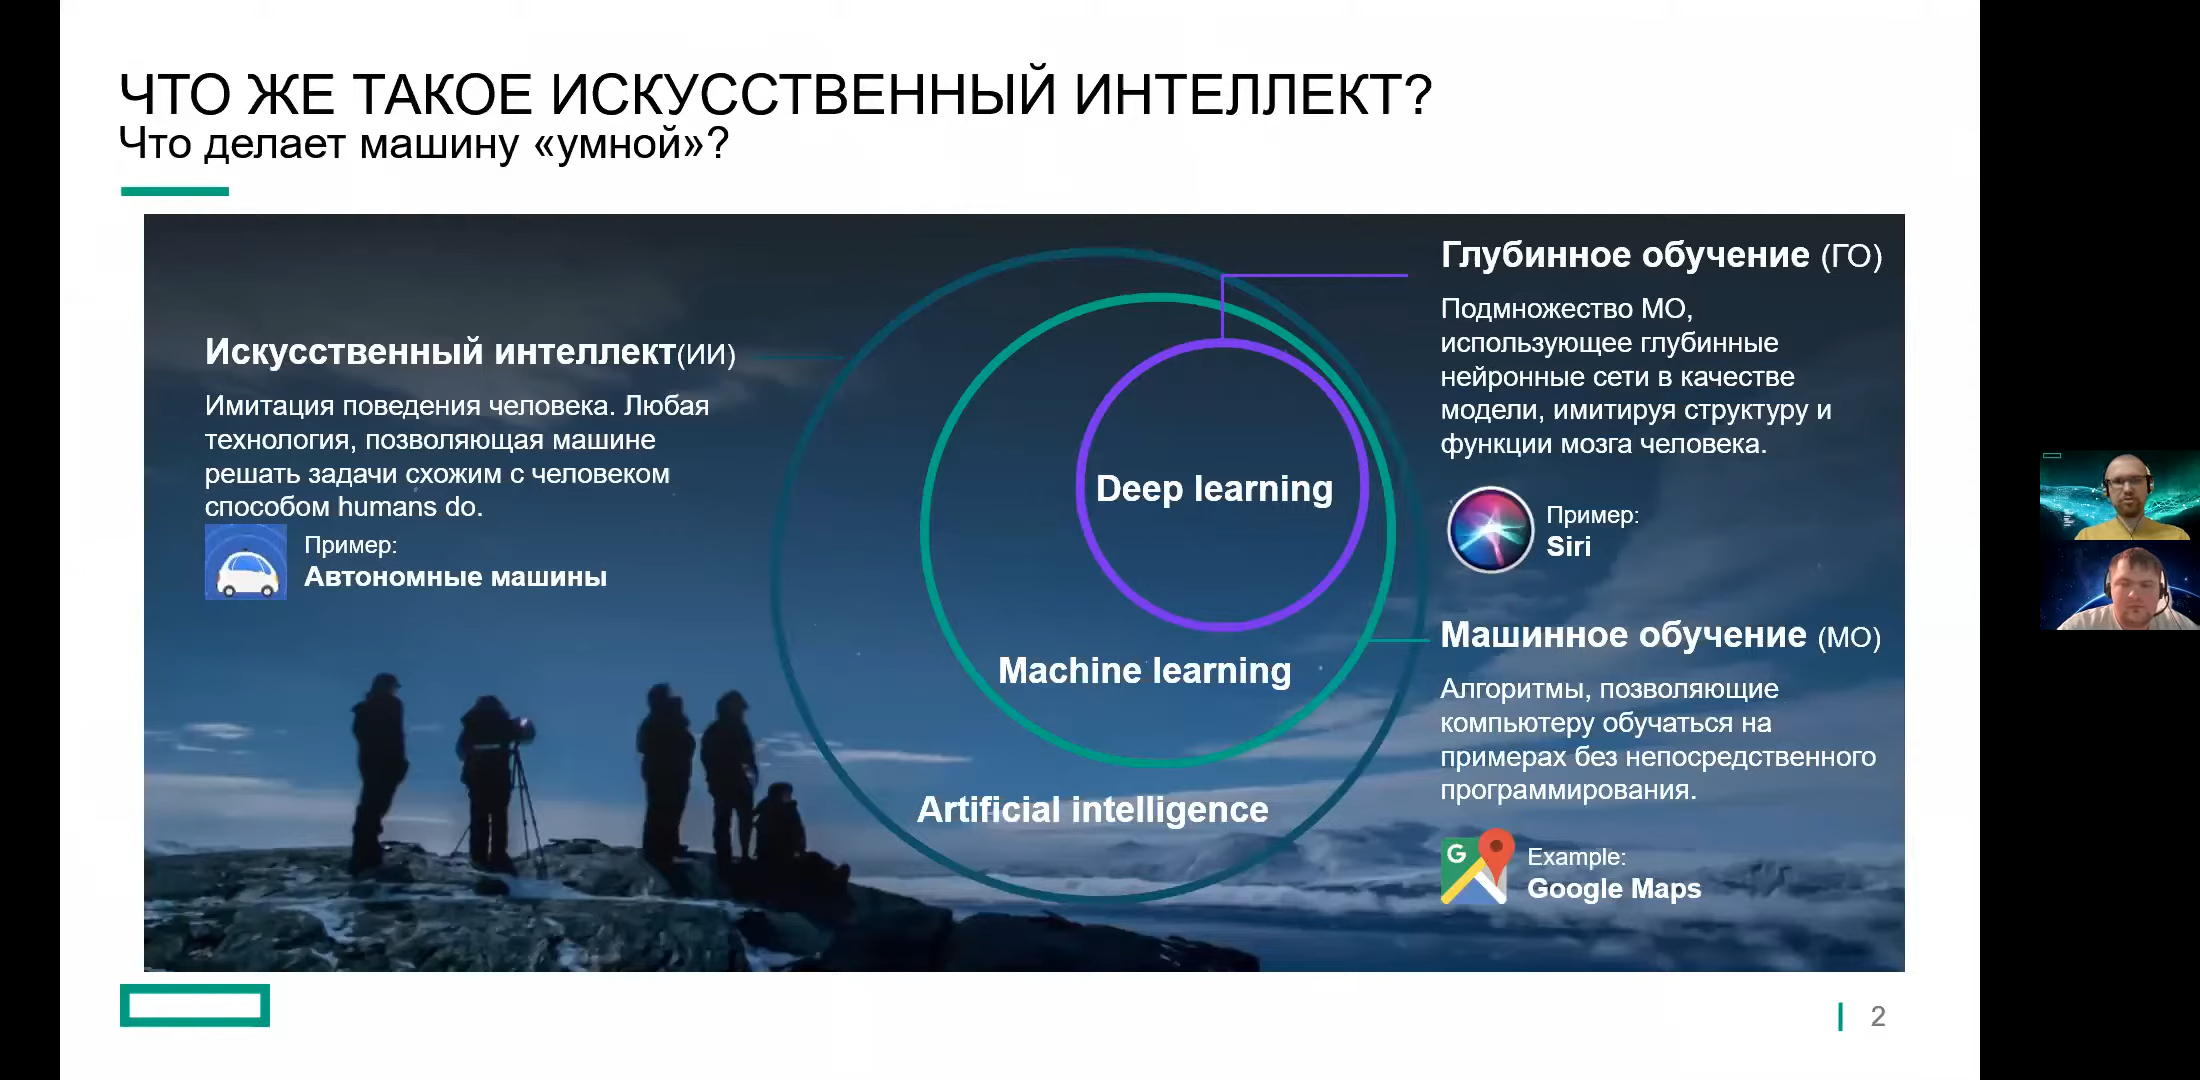 ЧТО ЖЕ ТАКОЕ ИСКУССТВЕННЫЙ ИНТЕЛЛЕКТ?
Что делает машину «умной»?
Искусственный интеллект(ИИ)
Имитация поведения человека. Любая
технология, позволяющая машине
решать задачи схожим с человеком
способом humans do.
Пример:
Автономные машины
Deep learning
Machine learning
Artificial intelligence
Глубинное обучение (ГО)
Подмножество МО,
использующее глубинные
нейронные сети в качестве
модели, имитируя структуру и
функции мозга человека.
Пример:
Siri
Машинное обучение (МО)
Алгоритмы, позволяющие
компьютеру обучаться на
примерах без непосредственного
программирования.
G
Example:
Google Maps
2